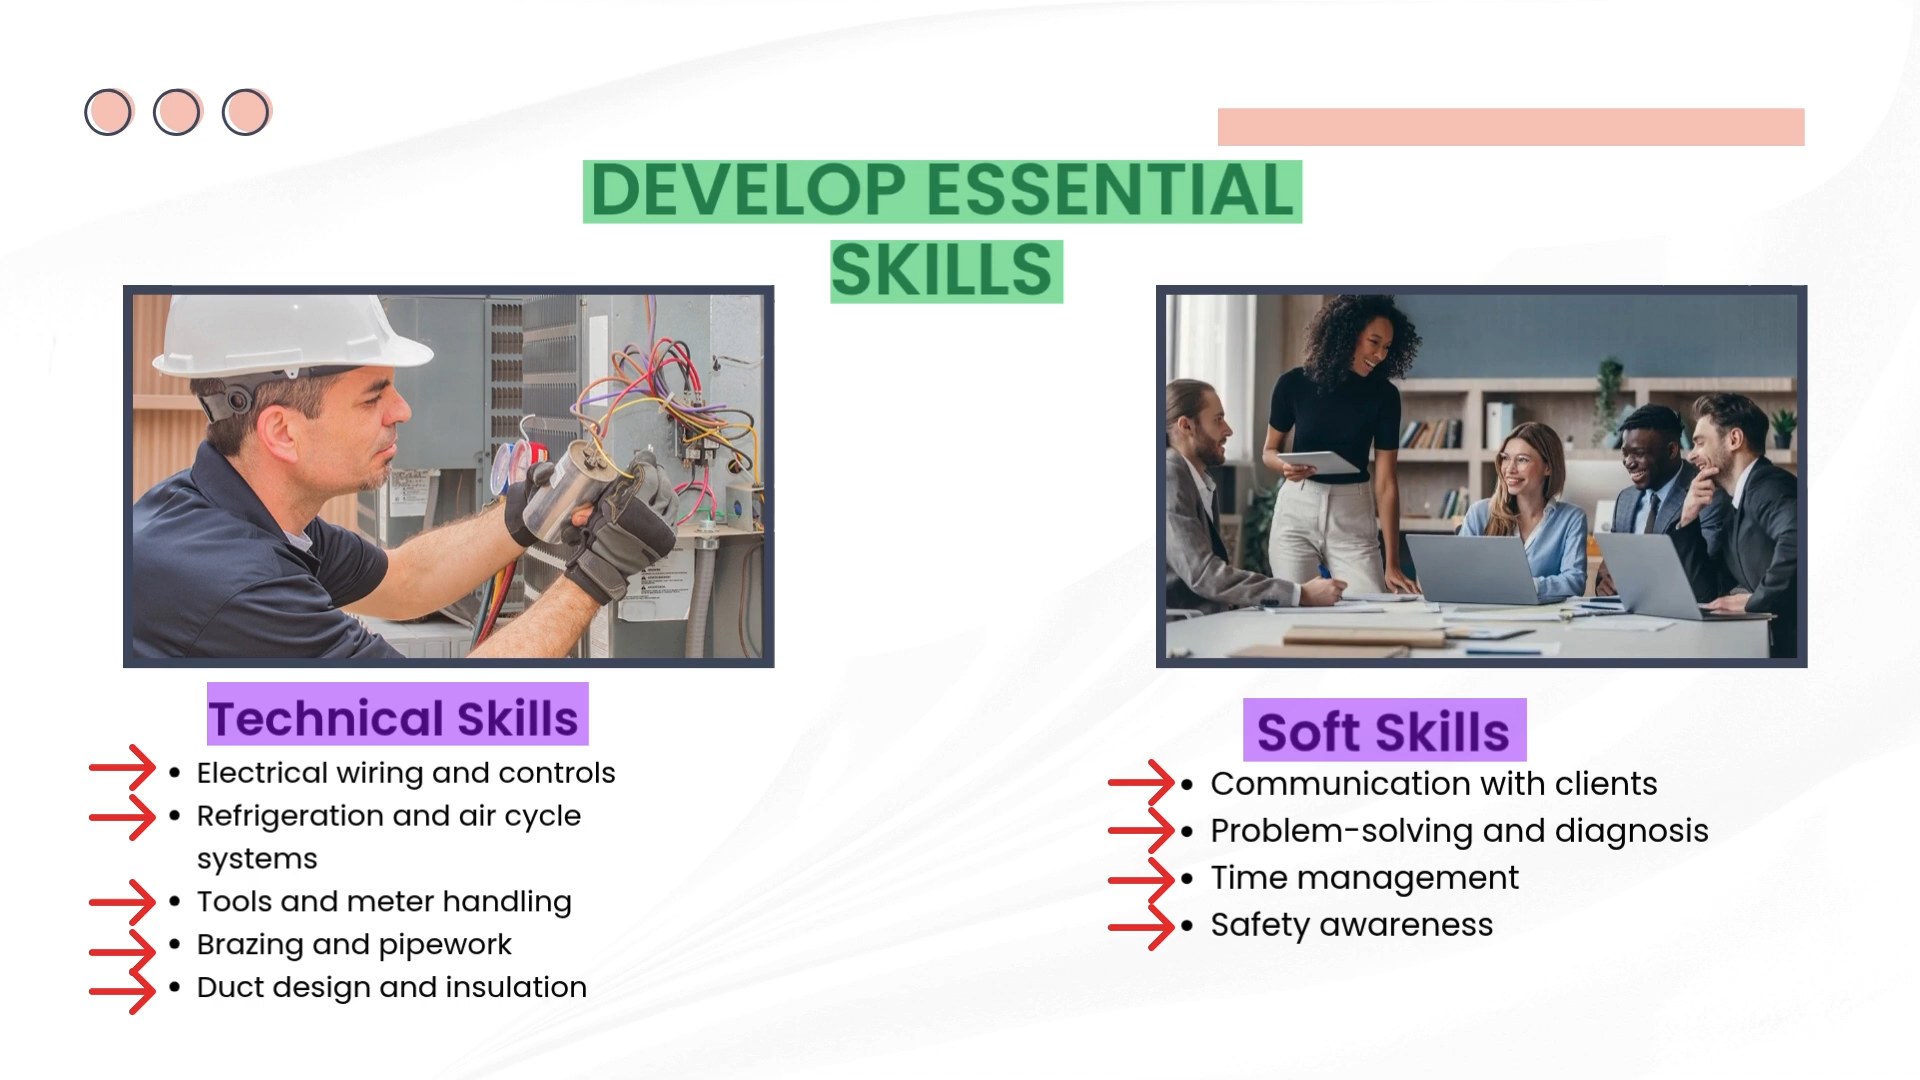 DEVELOP ESSENTIAL
SKILLS
Technical Skills
• Electrical wiring and controls
• Refrigeration and air cycle
systems
• Tools and meter handling
• Brazing and pipework
• Duct design and insulation
Soft Skills
• Communication with clients
• Problem-solving and diagnosis
• Time management
• Safety awareness